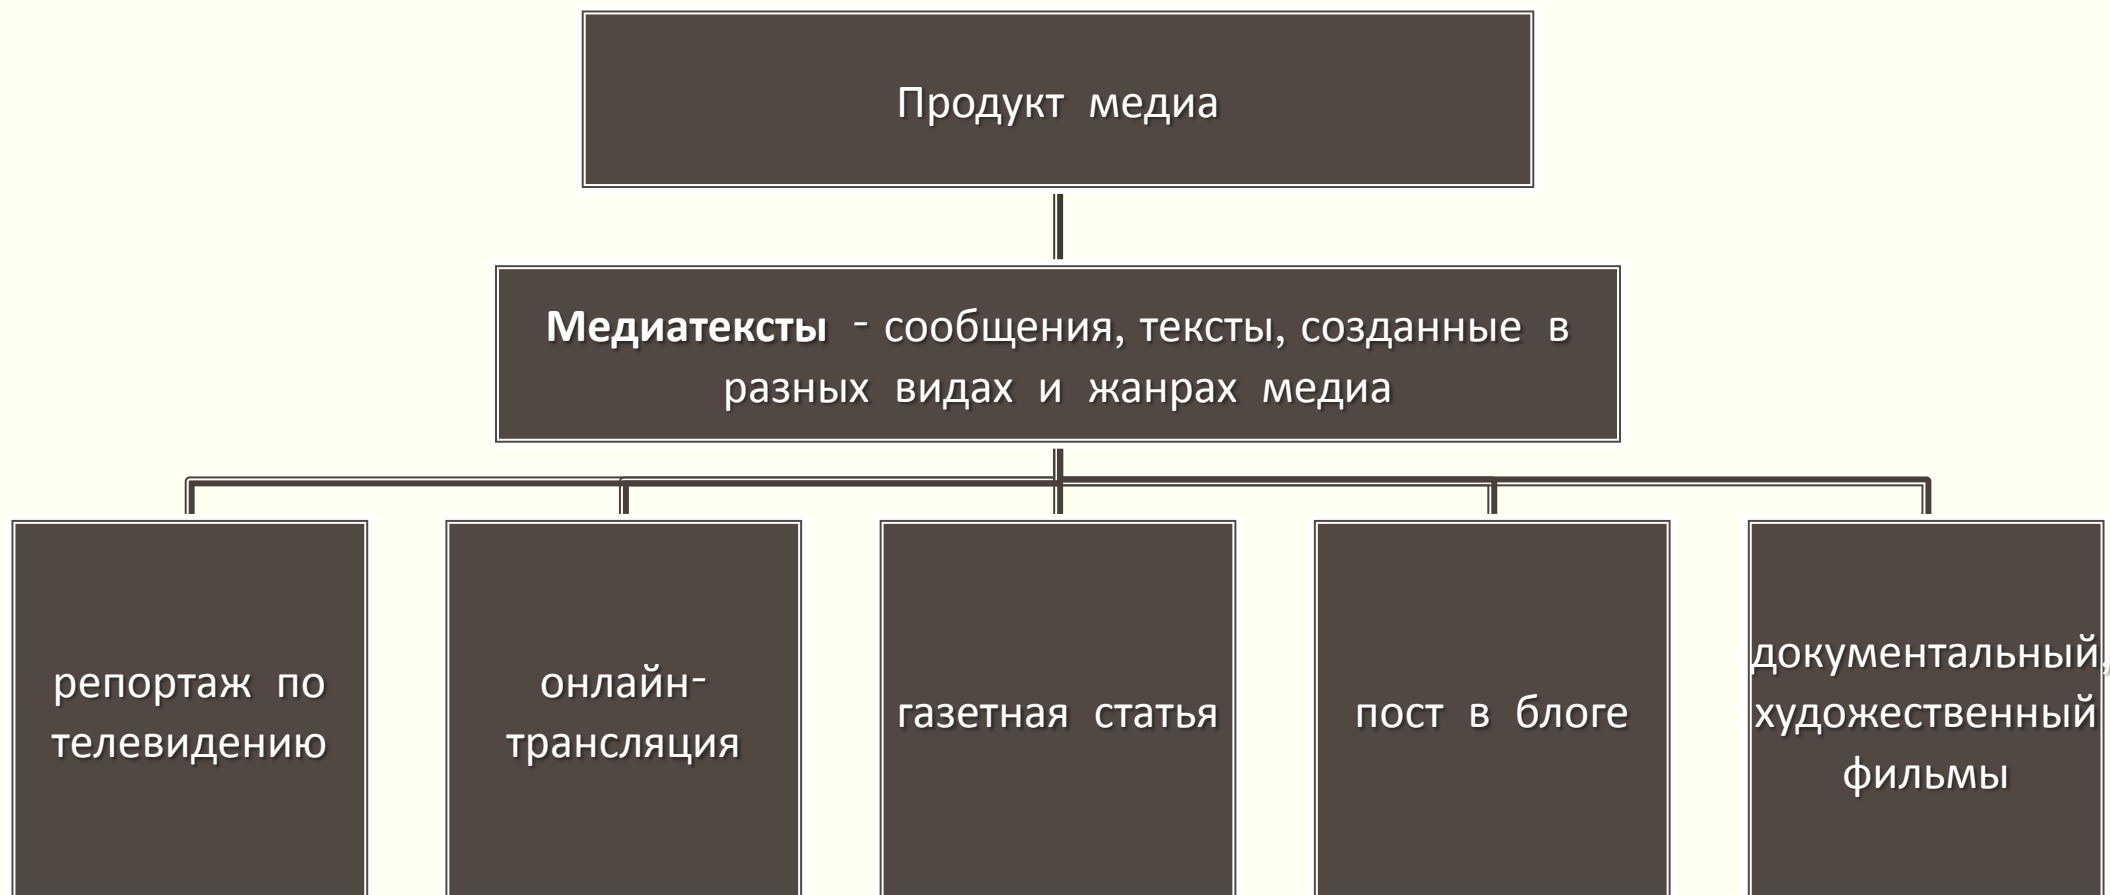 Продукт медиа
Медиатексты - сообщения, тексты, созданные в
разных видах и жанрах медиа
репортаж по
телевидению
онлайн-
трансляция
газетная статья
пост в блоге
документальный,
художественный
фильмы